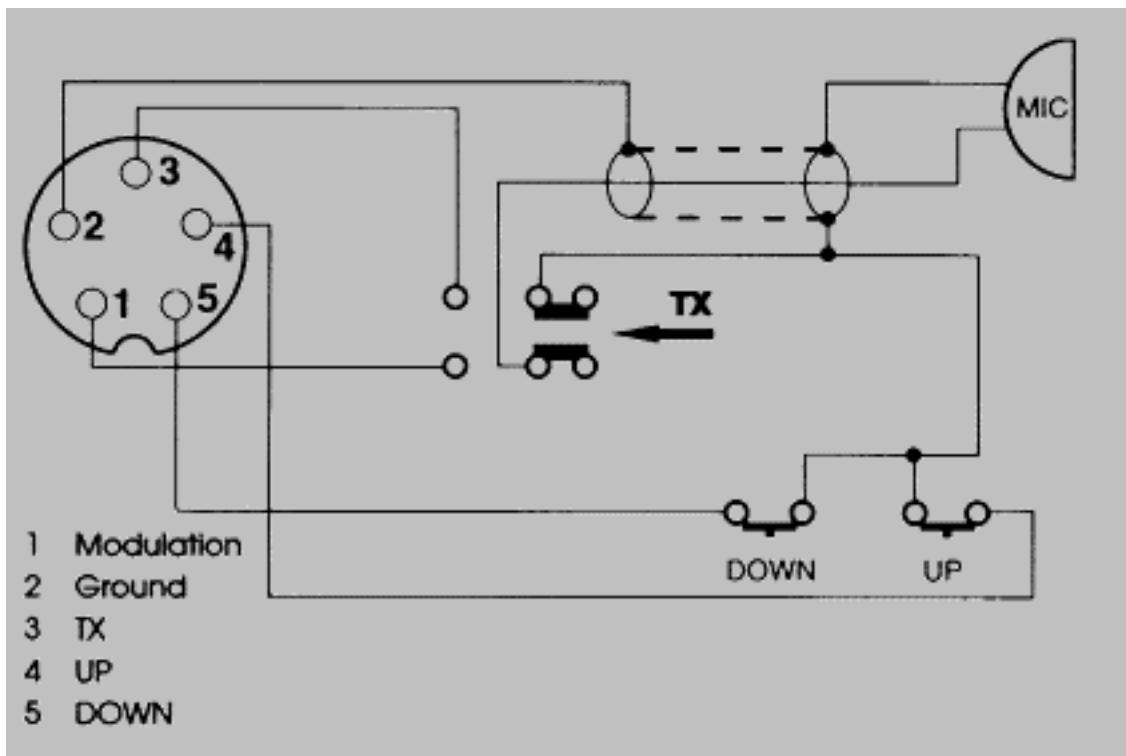 MIC
3
2
4
1
5
TX
1 Modulation
2 Ground
3 TX
4 UP
5 DOWN
DOWN
UP